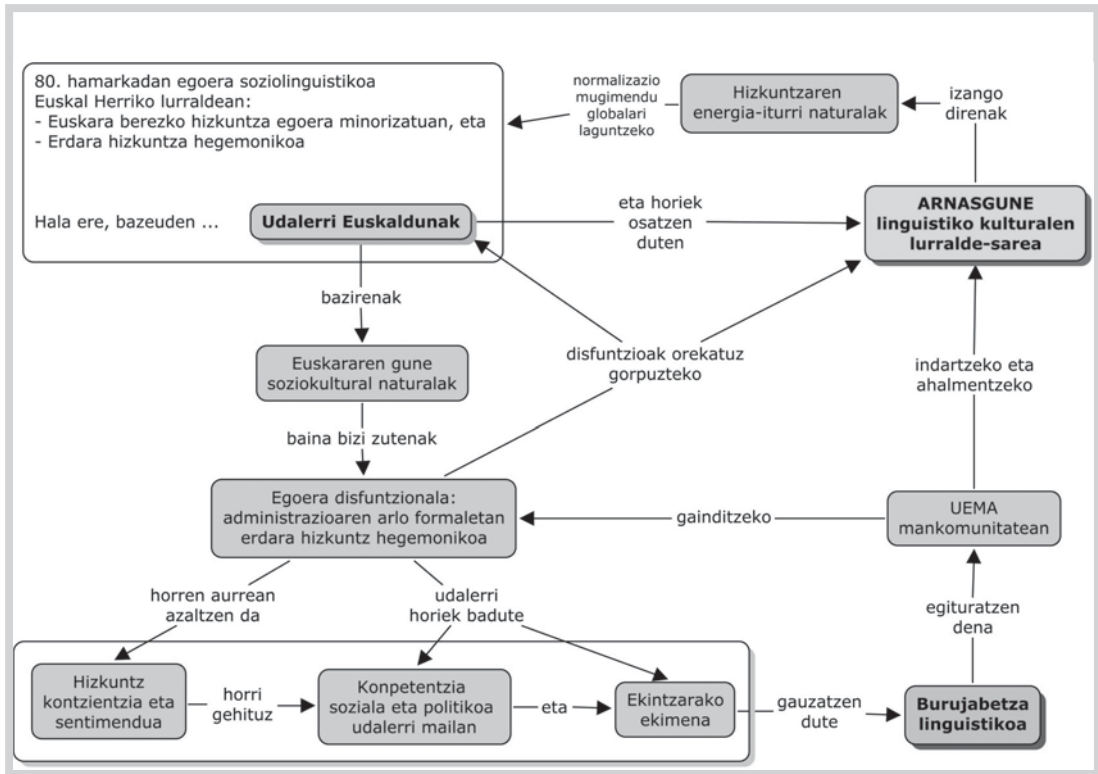 80. hamarkadan egoera soziolinguistikoa
Euskal Herriko lurraldean:
- Euskara berezko hizkuntza egoera minorizatuan, eta
- Erdara hizkuntza hegemonikoa
Hala ere, bazeuden ...
Udalerri Euskaldunak
normalizazio
mugimendu
globalari
laguntzeko
Hizkuntzaren
energia-iturri naturalak
izango
direnak
eta horiek
osatzen
duten
ARNASGUNE
linguistiko kulturalen
lurralde-sarea
bazirenak
Euskararen gune
soziokultural naturalak
disfuntzioak orekatuz
gorpuzteko
indartzeko eta
ahalmentzeko
baina bizi zutenak
Egoera disfuntzionala:
administrazioaren arlo formaletan
erdara hizkuntz hegemonikoa
gainditzeko
UEMA
mankomunitatean
horren aurrean
azaltzen da
udalerri
horiek badute
egituratzen
dena
Hizkuntz
kontzientzia eta
sentimendua
horri
gehituz
Konpetentzia
soziala eta politikoa
udalerri mailan
eta
Ekintzarako
ekimena
gauzatzen
dute
Burujabetza
linguistikoa